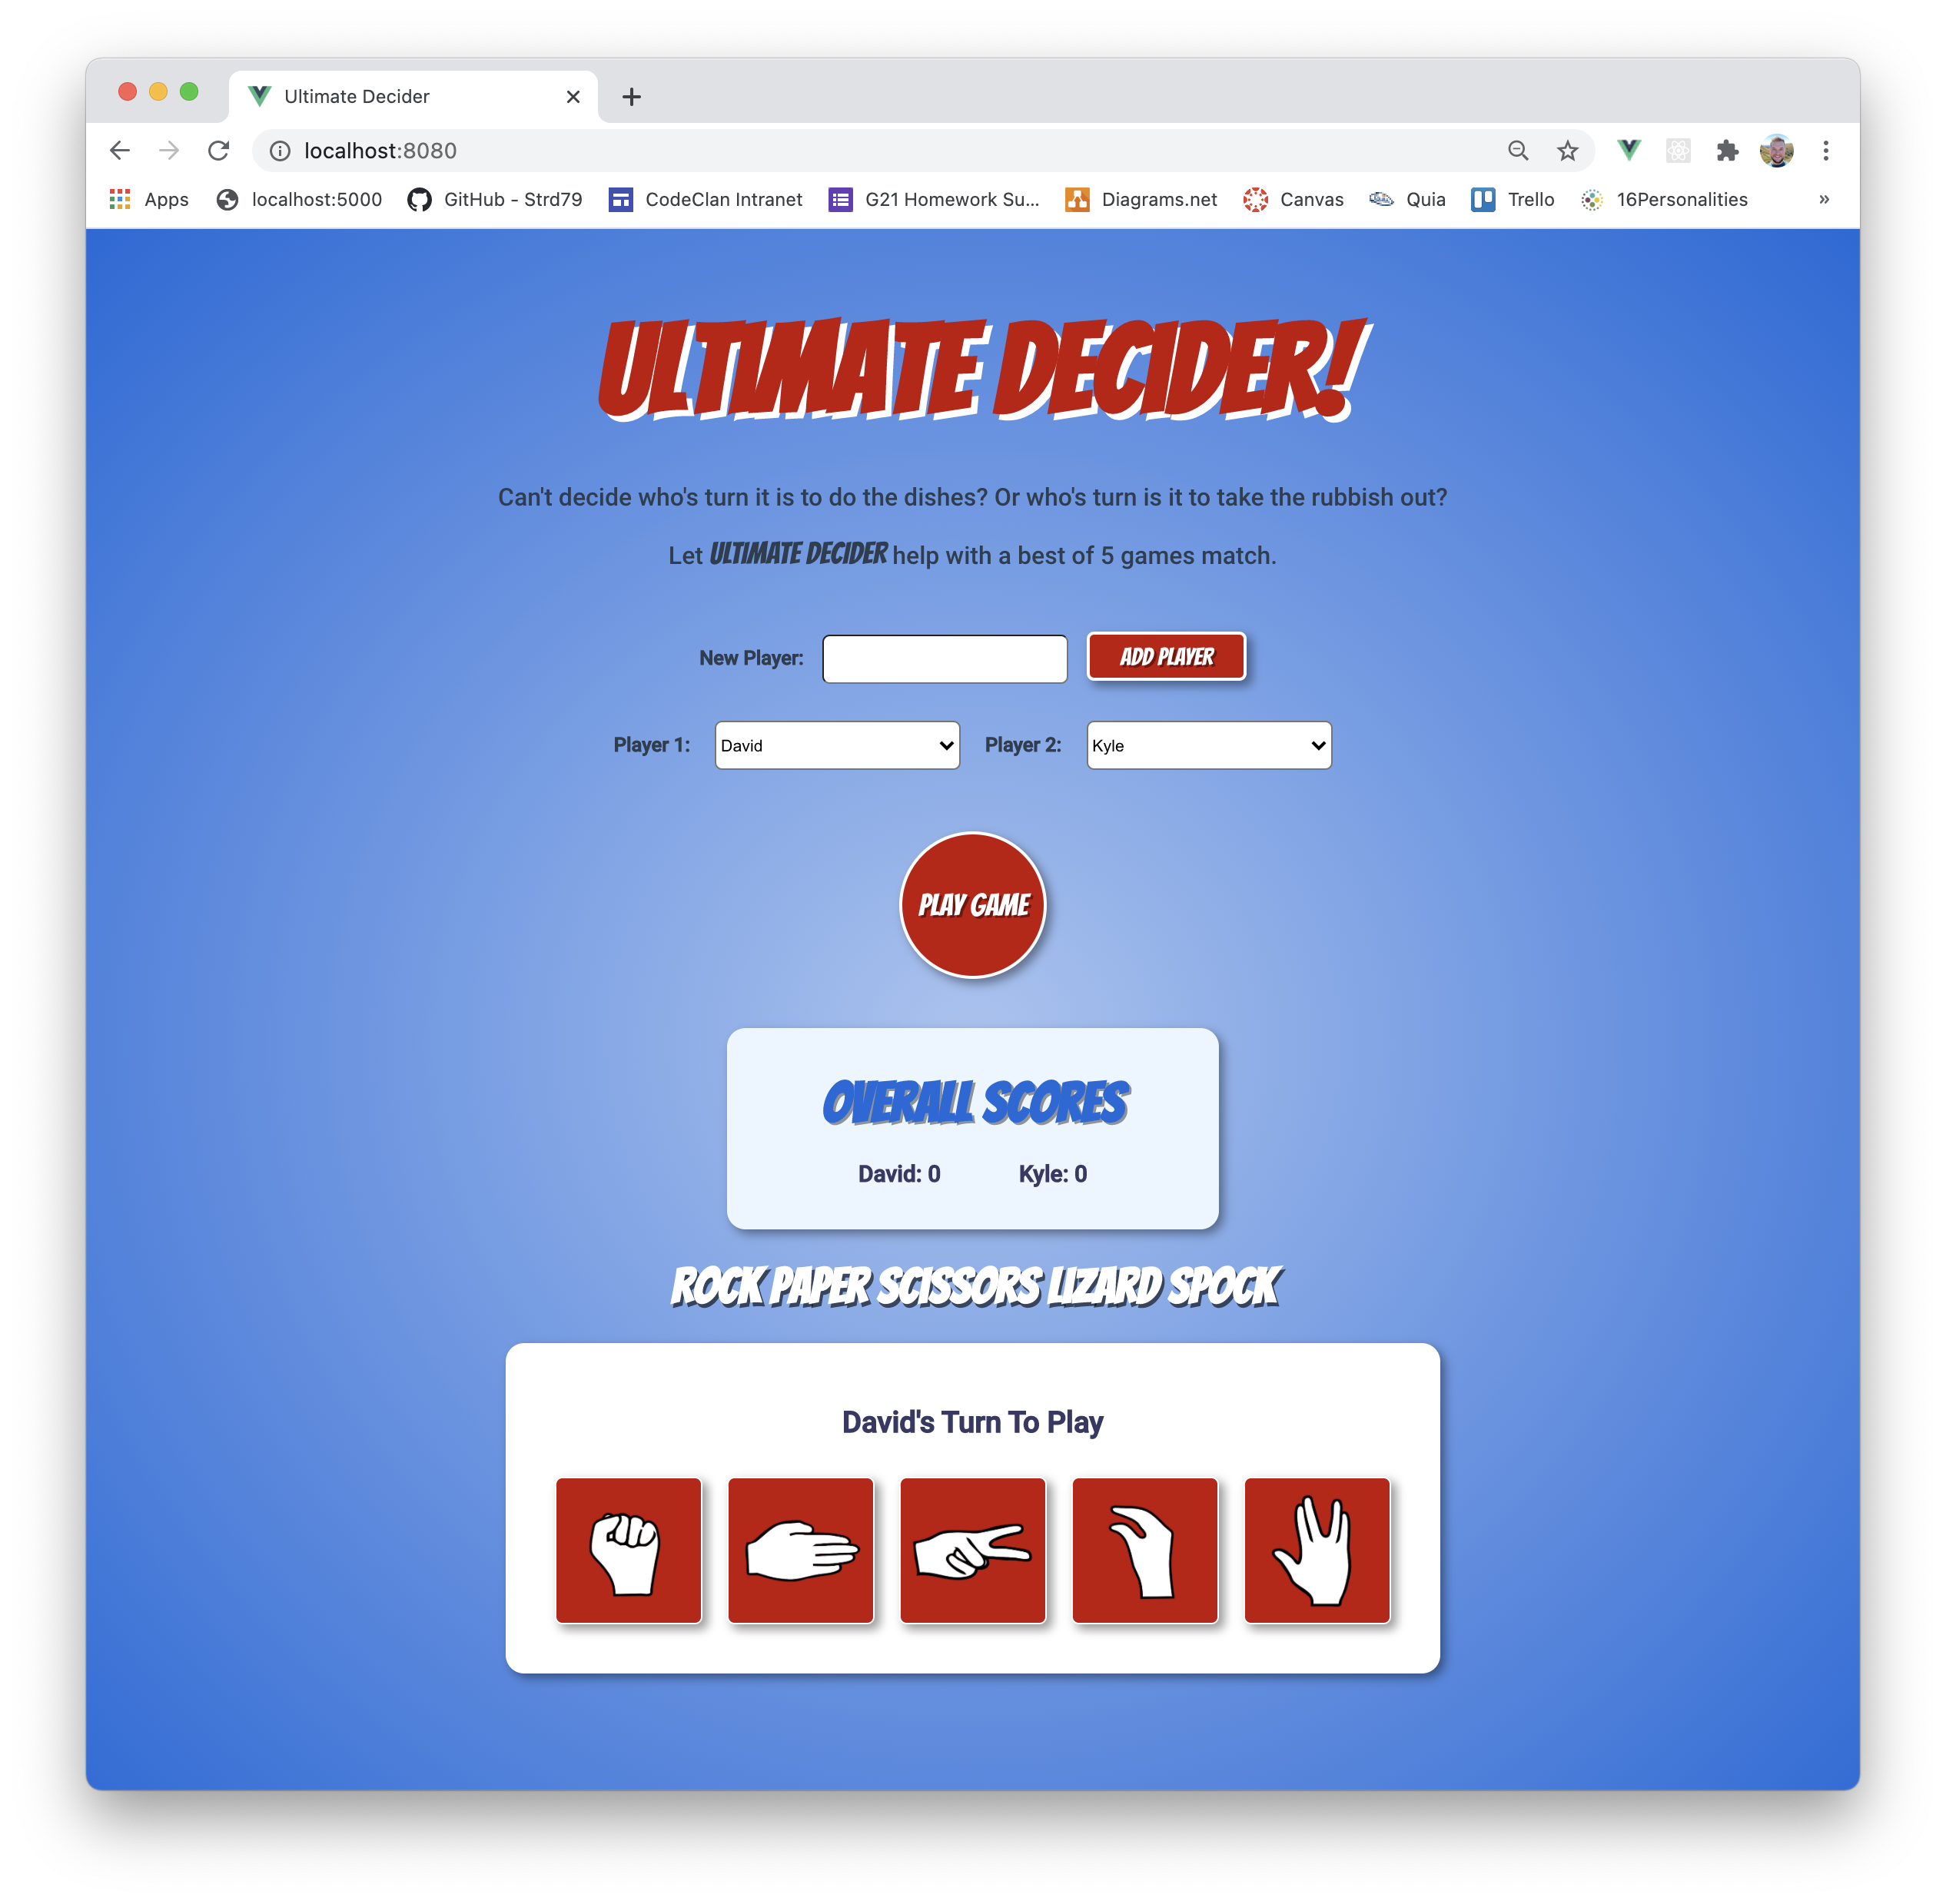 Ultimate Decider
localhost:8080
Apps localhost:5000 GitHub - Strd79 CodeClan Intranet G21 Homework Su... Diagrams.net Canvas Quia Trello 16Personalities »
ULTIMATE DECIDER!
Can't decide who's turn it is to do the dishes? Or who's turn is it to take the rubbish out?
Let ULTIMATE DECIDER help with a best of 5 games match.
New Player: ADD PLAYER
Player 1: David Player 2: Kyle
PLAY GAME
OVERALL SCORES
David: 0 Kyle: 0
ROCK PAPER SCISSORS LIZARD SPOCK
David's Turn To Play